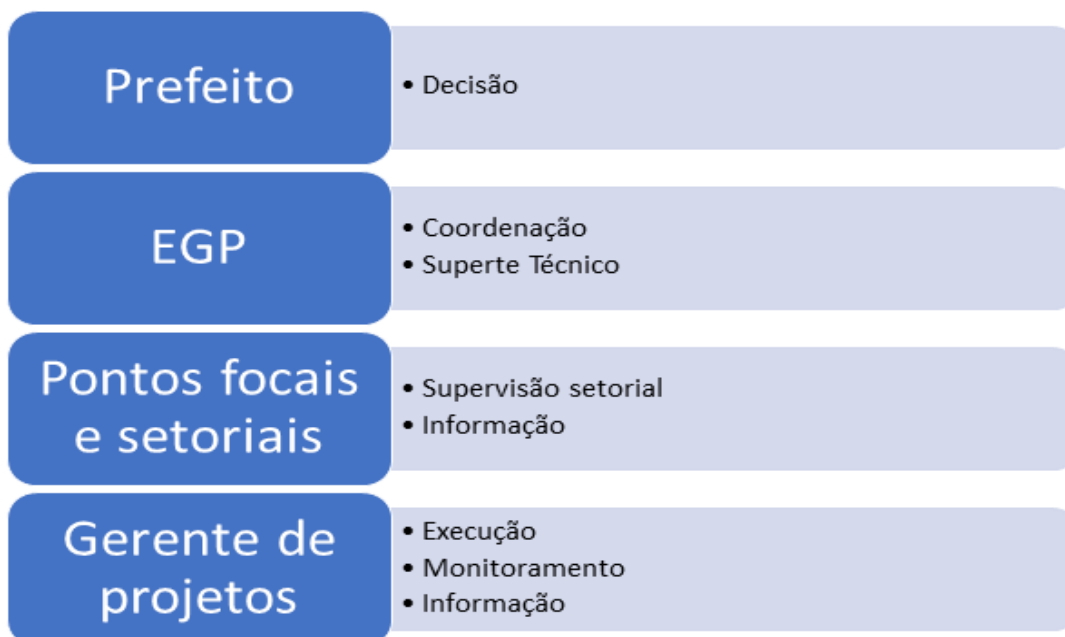 Prefeito
• Decisão
EGP
• Coordenação
• Superte Técnico
Pontos focais
e setoriais
• Supervisão setorial
• Informação
Gerente de
projetos
• Execução
• Monitoramento
• Informação